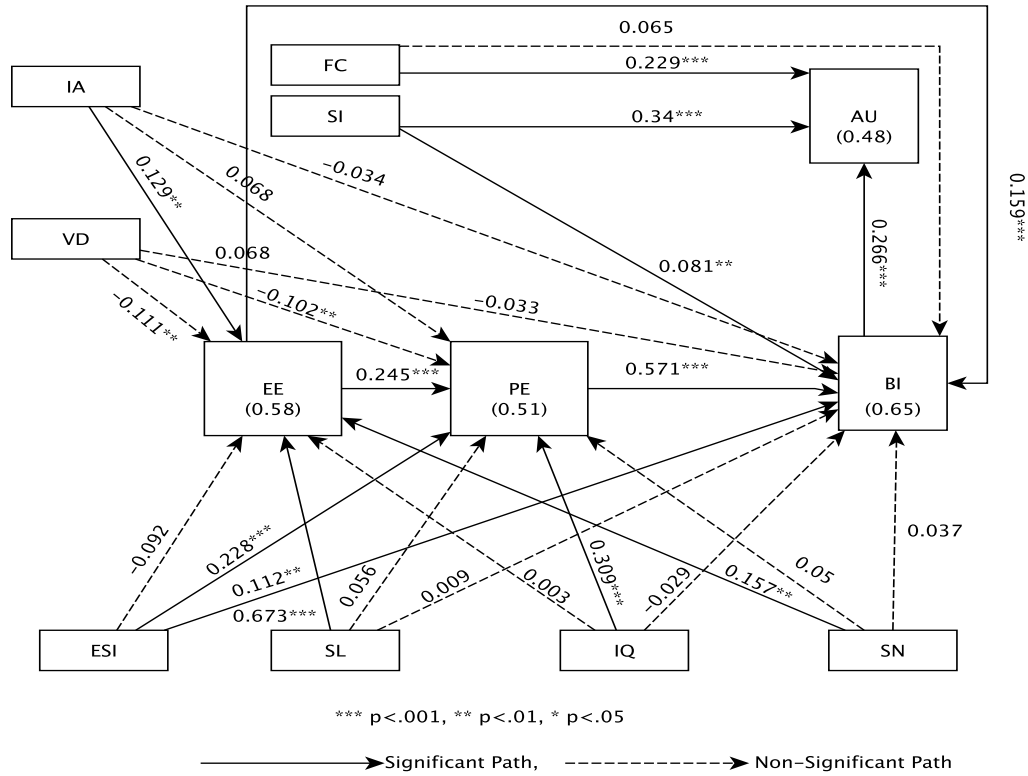 0.065
FC
0.229***
IA
AU
(0.48)
SI
0.34***
0.129**
0.068
-0.034
0.159***
VD
0.068
0.081**
0.266***
-0.111**
-0.102**
-0.033
EE
(0.58)
0.245***
PE
(0.51)
0.571***
BI
(0.65)
-0.092
0.228***
0.112**
0.673***
0.056
0.009
0.003
0.309***
-0.029
0.157**
0.05
0.037
ESI
SL
IQ
SN
*** p<.001, ** p<.01, * p<.05
Significant Path, Non-Significant Path